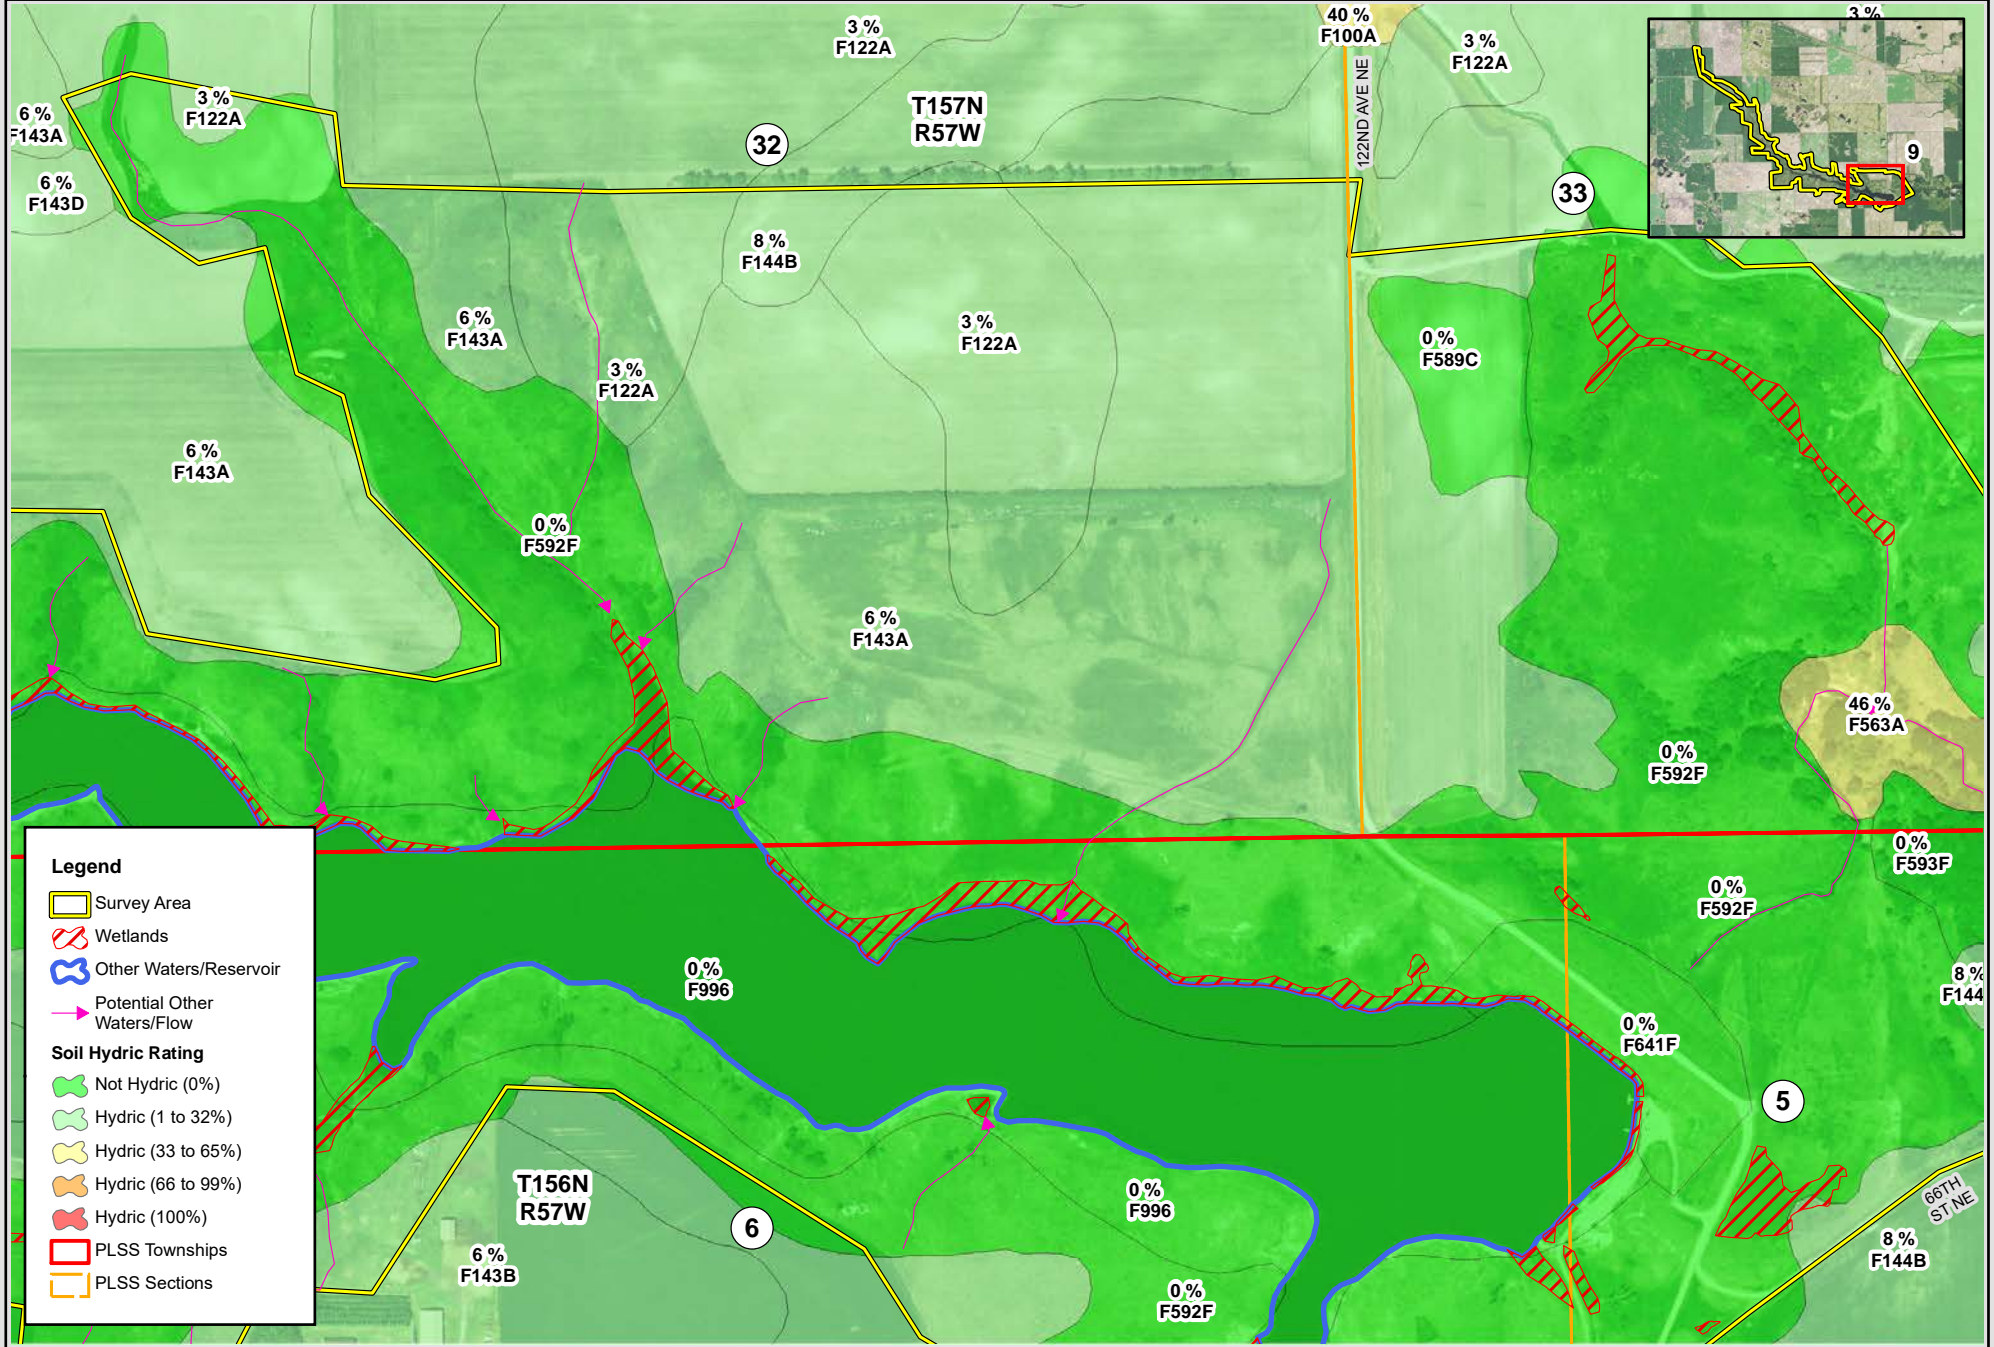 3 %
F122A
40 %
F100A
3 %
F122A
3 %
6 %
F143A
3 %
F122A
T157N
R57W
32
122ND AVE NE
33
9
6 %
F143D
8 %
F144B
6 %
F143A
3 %
F122A
3 %
F122A
0 %
F589C
6 %
F143A
0 %
F592F
6 %
F143A
46 %
F563A
0 %
F592F
0 %
F593F
0 %
F592F
8 %
F144
0 %
F996
0 %
F641F
5
T156N
R57W
6
0 %
F996
6 %
F143B
0 %
F592F
66TH
ST NE
8 %
F144B
Legend
Survey Area
Wetlands
Other Waters/Reservoir
Potential Other
Waters/Flow
Soil Hydric Rating
Not Hydric (0%)
Hydric (1 to 32%)
Hydric (33 to 65%)
Hydric (66 to 99%)
Hydric (100%)
PLSS Townships
PLSS Sections